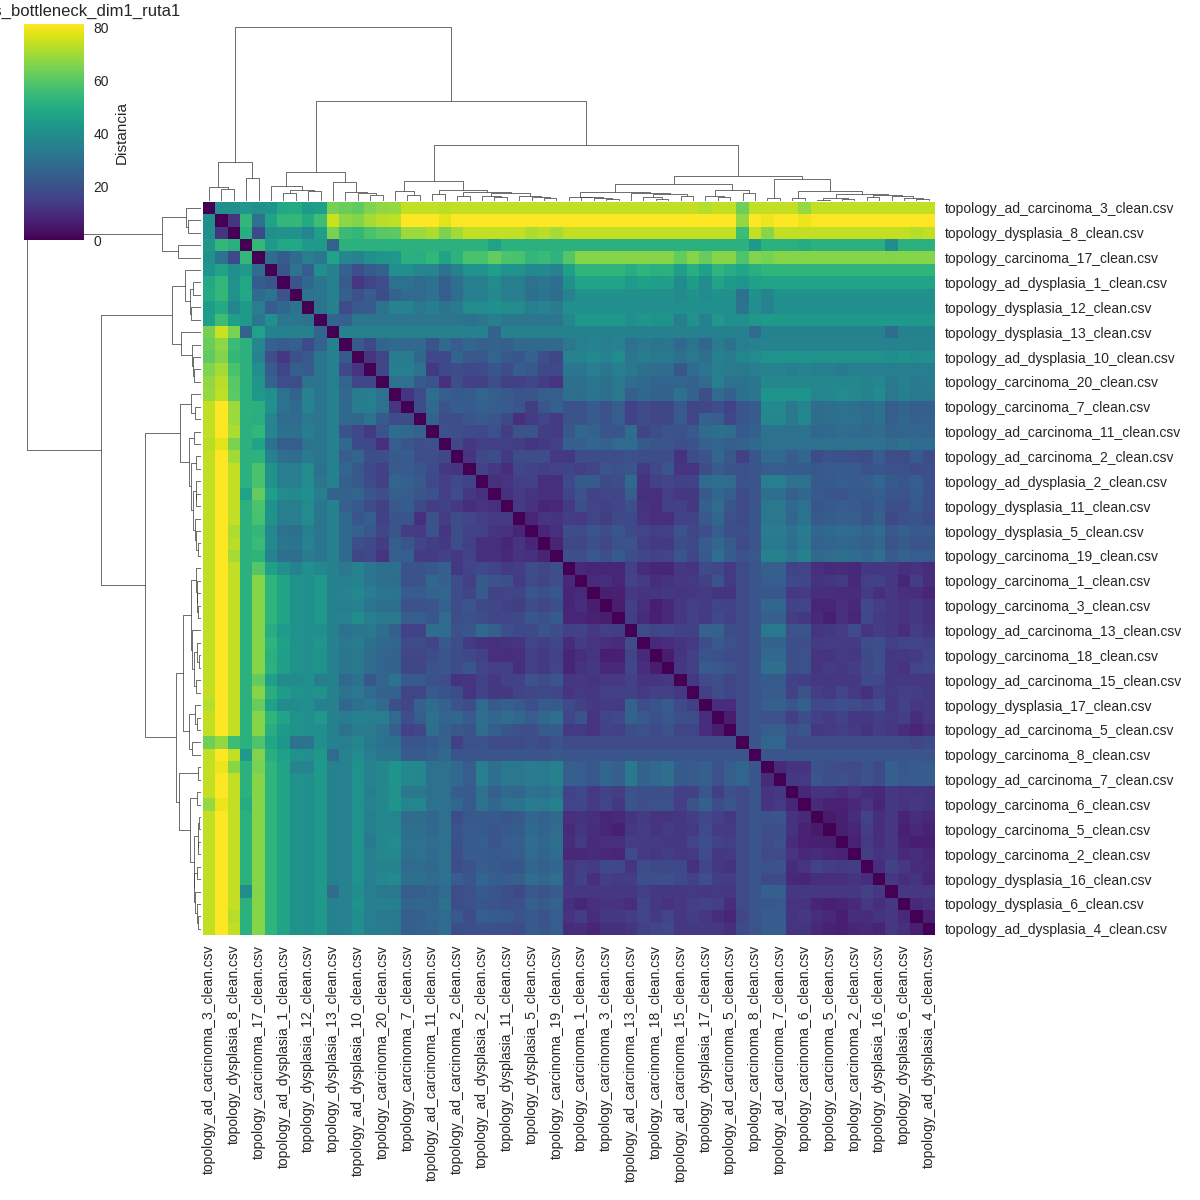 s_bottleneck_dim1_ruta1
80
60
40
20
0
Distancia
topology_ad_carcinoma_3_clean.csv
topology_dysplasia_8_clean.csv
topology_carcinoma_17_clean.csv
topology_ad_dysplasia_1_clean.csv
topology_dysplasia_12_clean.csv
topology_dysplasia_13_clean.csv
topology_ad_dysplasia_10_clean.csv
topology_carcinoma_20_clean.csv
topology_carcinoma_7_clean.csv
topology_ad_carcinoma_11_clean.csv
topology_ad_carcinoma_2_clean.csv
topology_ad_dysplasia_2_clean.csv
topology_dysplasia_11_clean.csv
topology_dysplasia_5_clean.csv
topology_carcinoma_19_clean.csv
topology_carcinoma_1_clean.csv
topology_carcinoma_3_clean.csv
topology_ad_carcinoma_13_clean.csv
topology_carcinoma_18_clean.csv
topology_ad_carcinoma_15_clean.csv
topology_dysplasia_17_clean.csv
topology_ad_carcinoma_5_clean.csv
topology_carcinoma_8_clean.csv
topology_ad_carcinoma_7_clean.csv
topology_carcinoma_6_clean.csv
topology_carcinoma_5_clean.csv
topology_carcinoma_2_clean.csv
topology_dysplasia_16_clean.csv
topology_dysplasia_6_clean.csv
topology_ad_dysplasia_4_clean.csv
topology_ad_carcinoma_3_clean.csv
topology_dysplasia_8_clean.csv
topology_carcinoma_17_clean.csv
topology_ad_dysplasia_1_clean.csv
topology_dysplasia_12_clean.csv
topology_dysplasia_13_clean.csv
topology_ad_dysplasia_10_clean.csv
topology_carcinoma_20_clean.csv
topology_carcinoma_7_clean.csv
topology_ad_carcinoma_11_clean.csv
topology_ad_carcinoma_2_clean.csv
topology_ad_dysplasia_2_clean.csv
topology_dysplasia_11_clean.csv
topology_dysplasia_5_clean.csv
topology_carcinoma_19_clean.csv
topology_carcinoma_1_clean.csv
topology_carcinoma_3_clean.csv
topology_ad_carcinoma_13_clean.csv
topology_carcinoma_18_clean.csv
topology_ad_carcinoma_15_clean.csv
topology_dysplasia_17_clean.csv
topology_ad_carcinoma_5_clean.csv
topology_carcinoma_8_clean.csv
topology_ad_carcinoma_7_clean.csv
topology_carcinoma_6_clean.csv
topology_carcinoma_5_clean.csv
topology_carcinoma_2_clean.csv
topology_dysplasia_16_clean.csv
topology_dysplasia_6_clean.csv
topology_ad_dysplasia_4_clean.csv